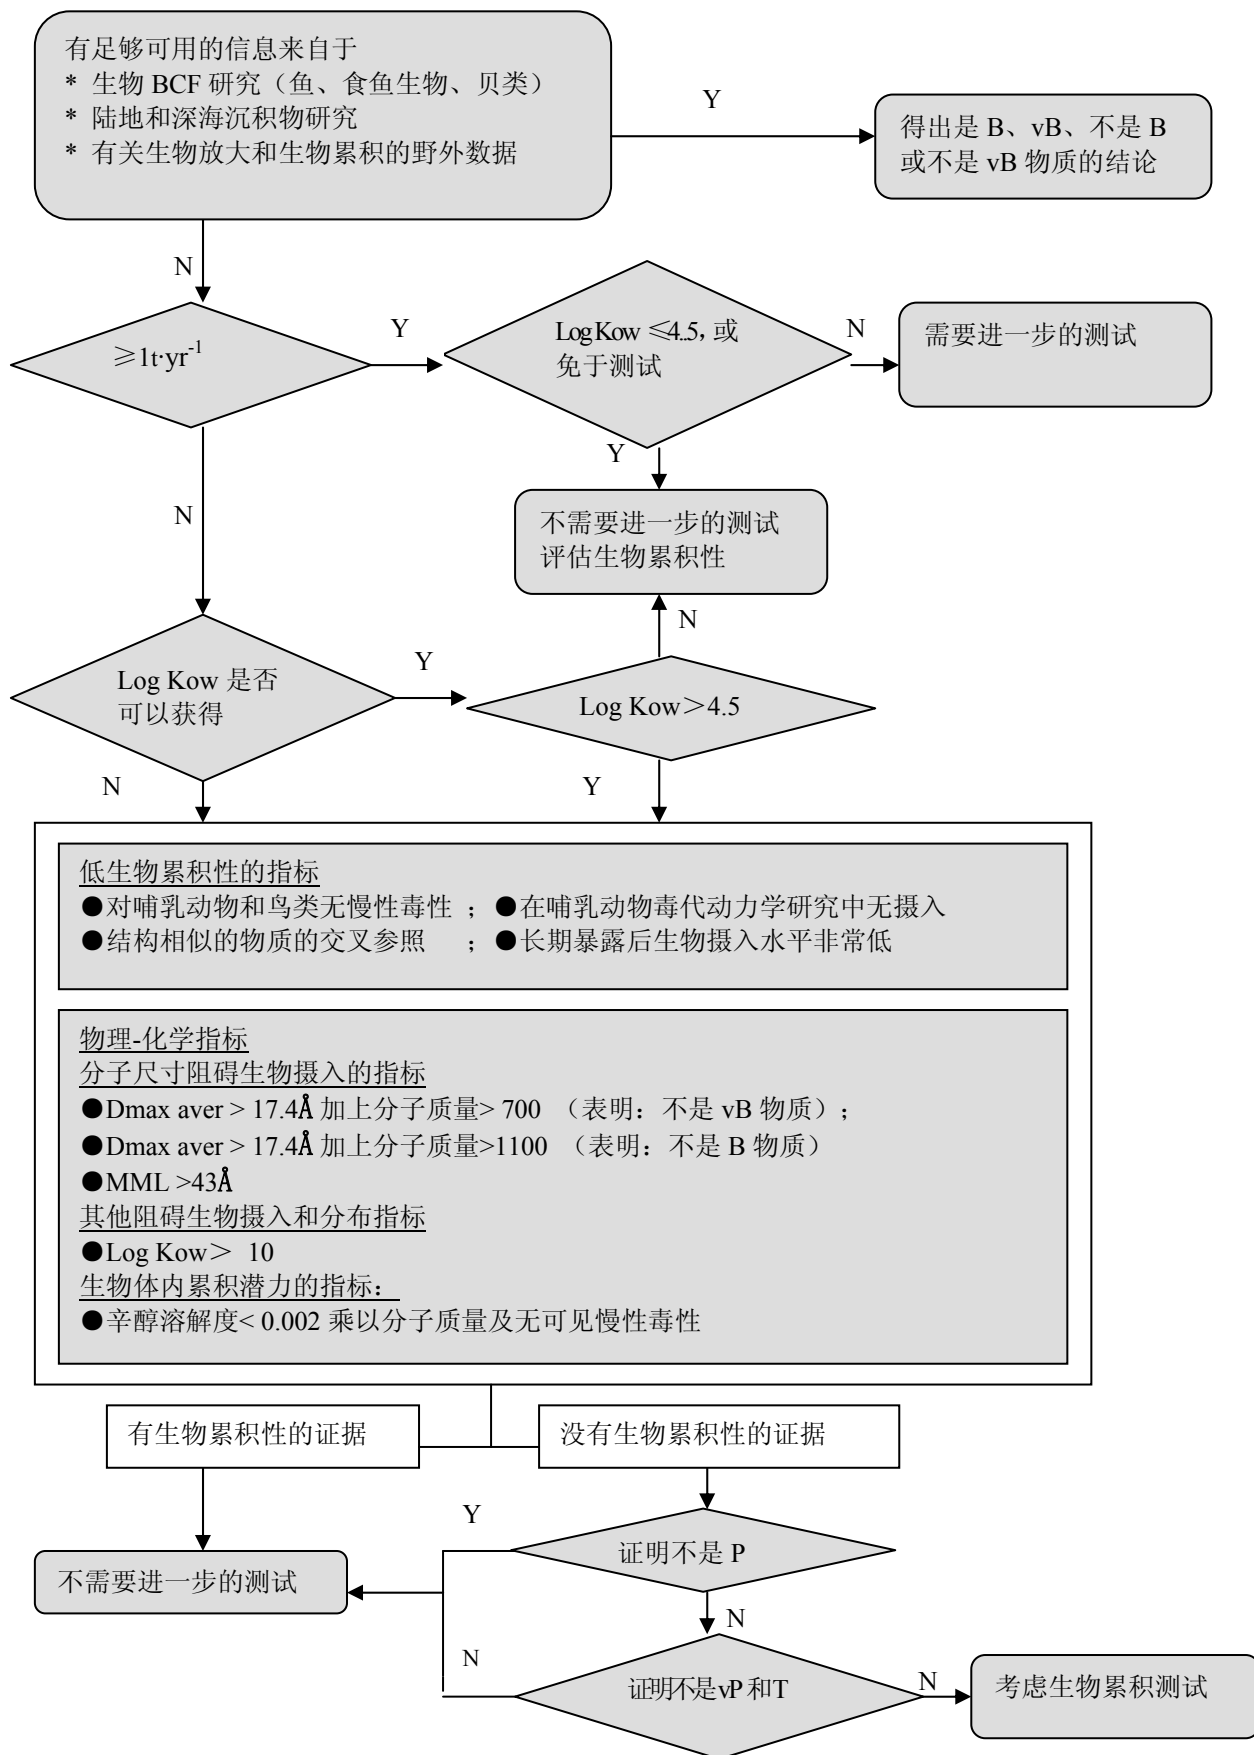 有足够可用的信息来自于
* 生物 BCF 研究（鱼、食鱼生物、贝类）
* 陆地和深海沉积物研究
* 有关生物放大和生物累积的野外数据
Y
得出是 B、vB、不是 B
或不是 vB 物质的结论
N
≥1t·yr⁻¹
Y
Log Kow ≤4.5, 或
免于测试
N
需要进一步的测试
Y
N
不需要进一步的测试
评估生物累积性
N
Log Kow 是否
可以获得
Y
Log Kow＞4.5
N
Y
低生物累积性的指标
●对哺乳动物和鸟类无慢性毒性 ；●在哺乳动物毒代动力学研究中无摄入
●结构相似的物质的交叉参照 ；●长期暴露后生物摄入水平非常低
物理-化学指标
分子尺寸阻碍生物摄入的指标
●Dmax aver > 17.4Å 加上分子质量> 700 （表明：不是 vB 物质）；
●Dmax aver > 17.4Å 加上分子质量>1100 （表明：不是 B 物质）
●MML >43Å
其他阻碍生物摄入和分布指标
●Log Kow＞ 10
生物体内累积潜力的指标：
●辛醇溶解度< 0.002 乘以分子质量及无可见慢性毒性
有生物累积性的证据
没有生物累积性的证据
Y
证明不是 P
不需要进一步的测试
N
N
证明不是vP 和T
N
考虑生物累积测试